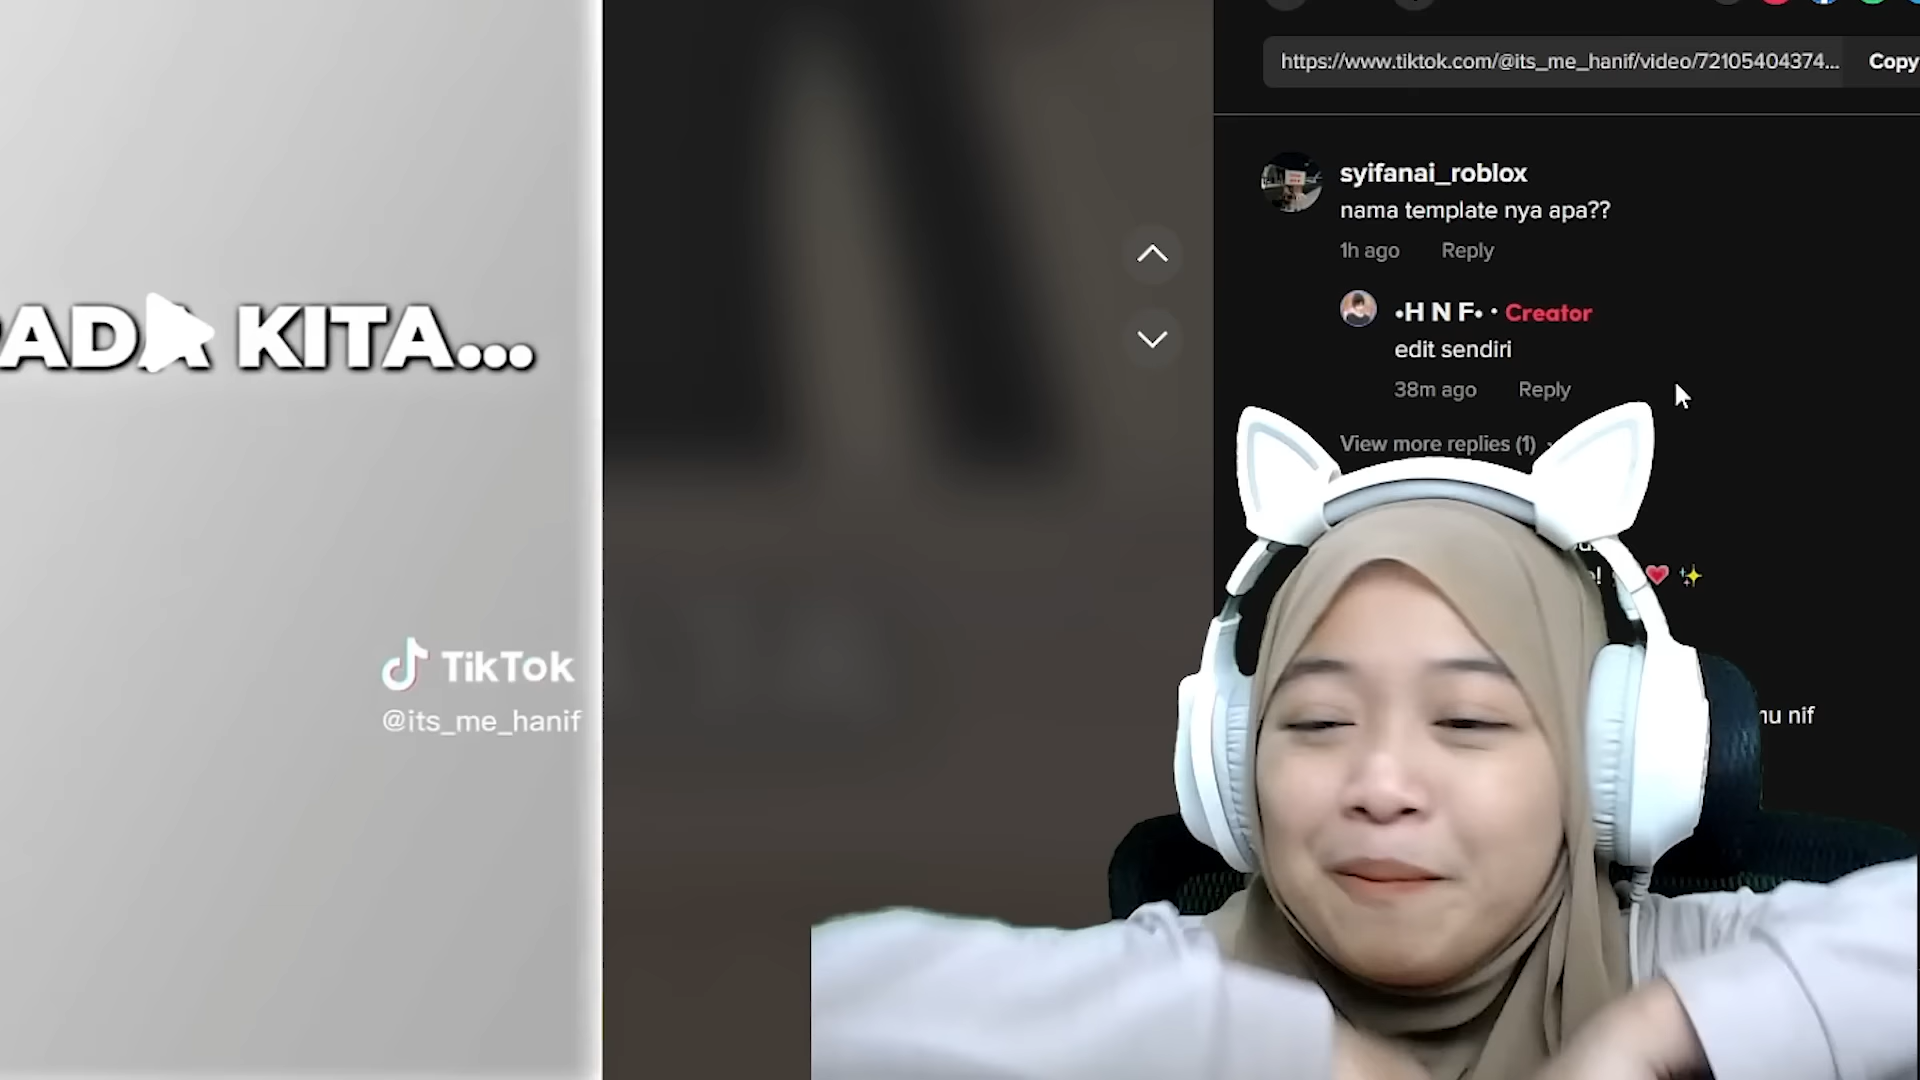 https://www.tiktok.com/@its_me_hanif/video/72105404374...
Copy
syifanai_roblox
nama template nya apa??
1h ago Reply
•H N F• · Creator
edit sendiri
38m ago Reply
View more replies (1)
nif
KITA...
TikTok
@its_me_hanif